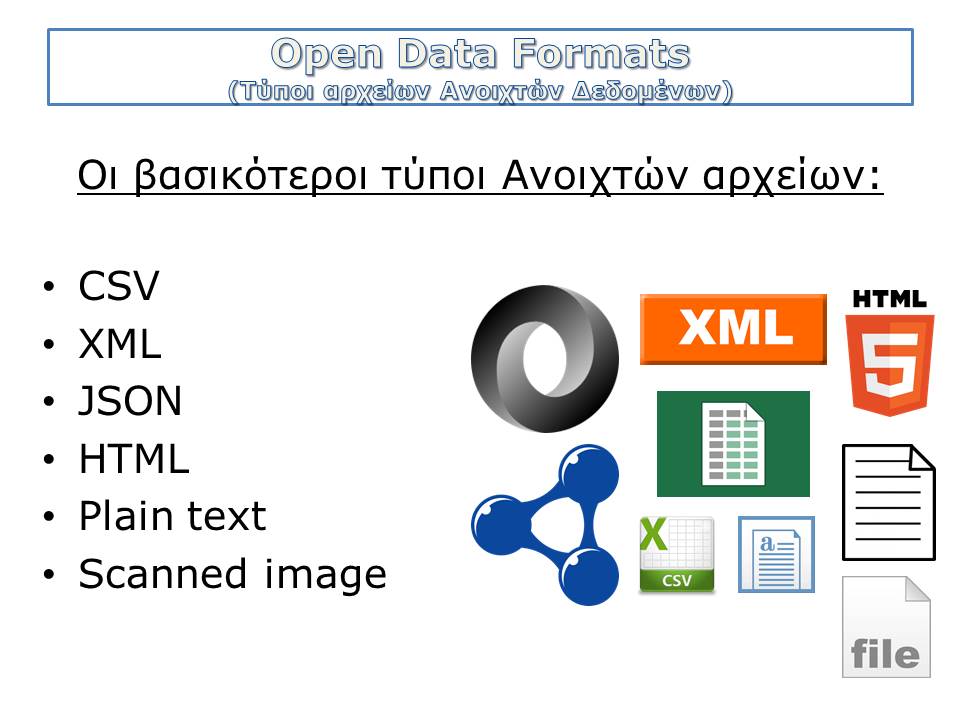 Open Data Formats
(Τύποι αρχείων Ανοιχτών Δεδομένων)
Οι βασικότεροι τύποι Ανοιχτών αρχείων:
• CSV
• XML
• JSON
• HTML
• Plain text
• Scanned image
XML
HTML
5
X
CSV
a
file